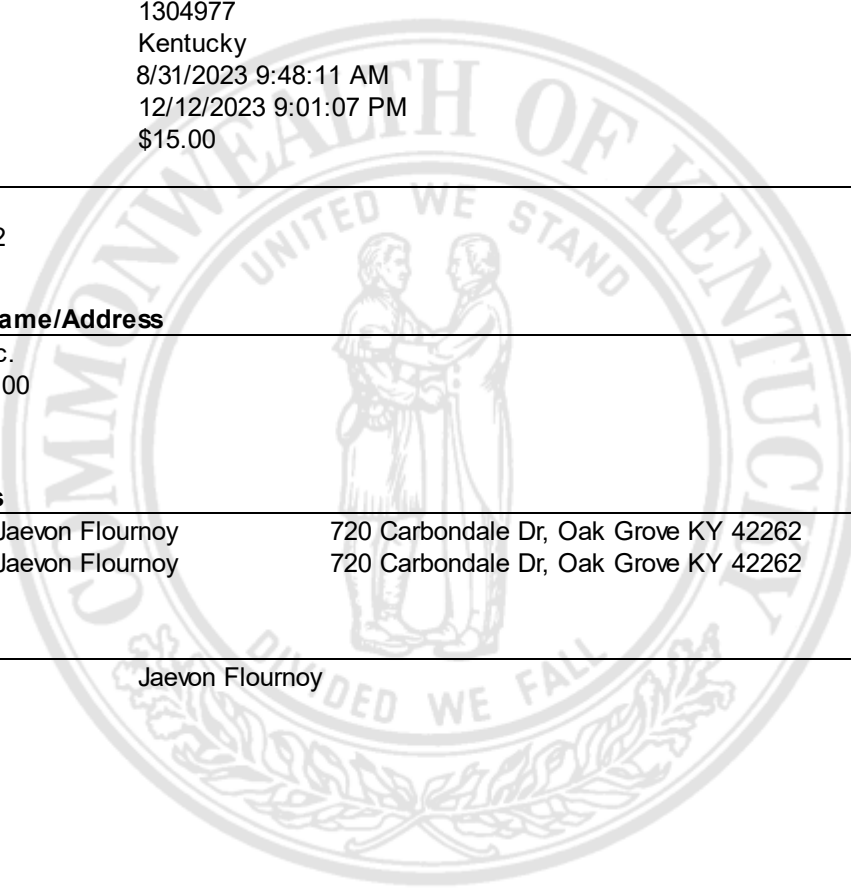 1304977
Kentucky
8/31/2023 9:48:11 AM
12/12/2023 9:01:07 PM
$15.00
2
ame/Address
c.
00
s
Jaevon Flournoy 720 Carbondale Dr, Oak Grove KY 42262
Jaevon Flournoy 720 Carbondale Dr, Oak Grove KY 42262
Jaevon Flournoy
COMMONWEALTH OF KENTUCKY
UNITED WE STAND
DIVIDED WE FALL